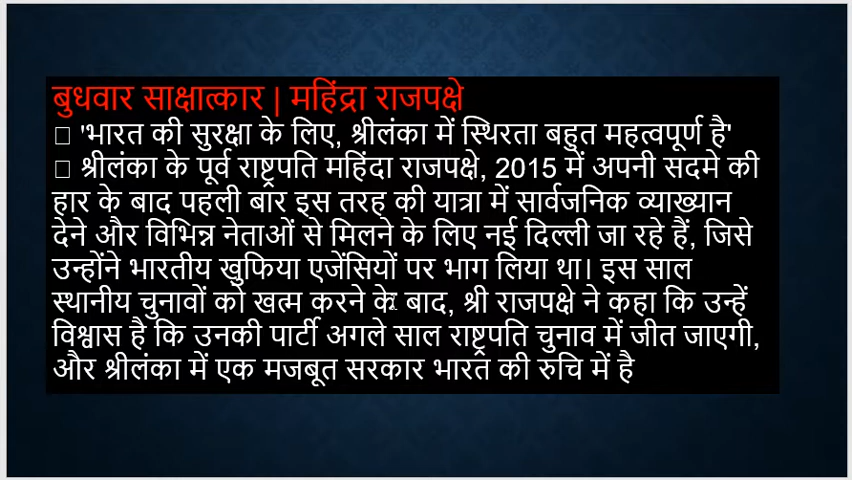 बुधवार साक्षात्कार | महिंद्रा राजपक्षे
'भारत की सुरक्षा के लिए, श्रीलंका में स्थिरता बहुत महत्वपूर्ण है'
श्रीलंका के पूर्व राष्ट्रपति महिंदा राजपक्षे, 2015 में अपनी सदमे की
हार के बाद पहली बार इस तरह की यात्रा में सार्वजनिक व्याख्यान
देने और विभिन्न नेताओं से मिलने के लिए नई दिल्ली जा रहे हैं, जिसे
उन्होंने भारतीय खुफिया एजेंसियों पर भाग लिया था। इस साल
स्थानीय चुनावों को खत्म करने के बाद, श्री राजपक्षे ने कहा कि उन्हें
विश्वास है कि उनकी पार्टी अगले साल राष्ट्रपति चुनाव में जीत जाएगी,
और श्रीलंका में एक मजबूत सरकार भारत की रुचि में है